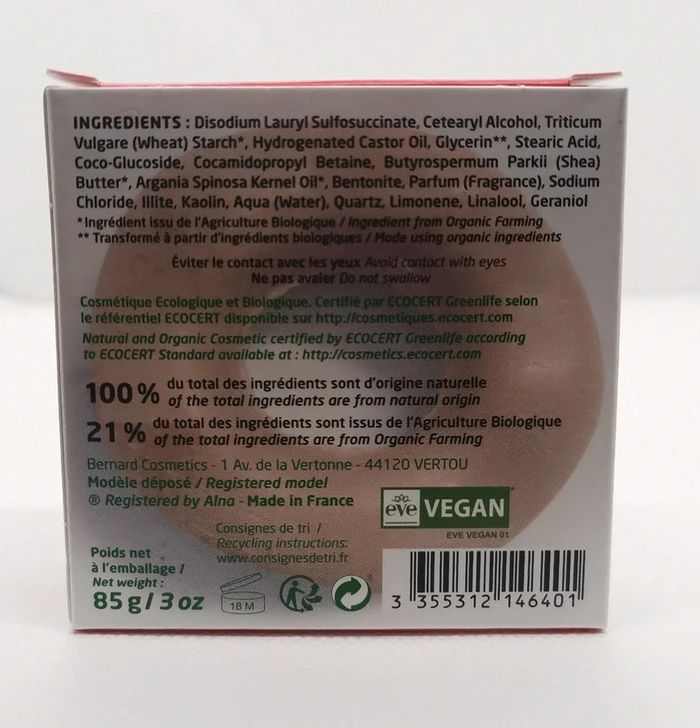 INGREDIENTS : Disodium Lauryl Sulfosuccinate, Cetearyl Alcohol, Triticum
Vulgare (Wheat) Starch*, Hydrogenated Castor Oil, Glycerin**, Stearic Acid,
Coco-Glucoside, Cocamidopropyl Betaine, Butyrospermum Parkii (Shea)
Butter*, Argania Spinosa Kernel Oil*, Bentonite, Parfum (Fragrance), Sodium
Chloride, Illite, Kaolin, Aqua (Water), Quartz, Limonene, Linalool, Geraniol
*Ingrédient issu de l'Agriculture Biologique / Ingredient from Organic Farming
** Transformé à partir d'ingrédients biologiques / Made using organic ingredients
Éviter le contact avec les yeux Avoid contact with eyes
Ne pas avaler Do not swallow
Cosmétique Ecologique et Biologique. Certifié par ECOCERT Greenlife selon
le référentiel ECOCERT disponible sur http://cosmetiques.ecocert.com
Natural and Organic Cosmetic certified by ECOCERT Greenlife according
to ECOCERT Standard available at : http://cosmetics.ecocert.com
100% du total des ingrédients sont d'origine naturelle
of the total ingredients are from natural origin
21% du total des ingrédients sont issus de l'Agriculture Biologique
of the total ingredients are from Organic Farming
Bernard Cosmetics - 1 Av. de la Vertonne - 44120 VERTOU
Modèle déposé / Registered model
® Registered by Alna - Made in France
eve VEGAN
EVE VEGAN 01
Consignes de tri /
Recycling instructions:
www.consignesdetri.fr
Poids net
à l'emballage /
Net weight :
85 g / 3 oz
18 M
3 355312 146401